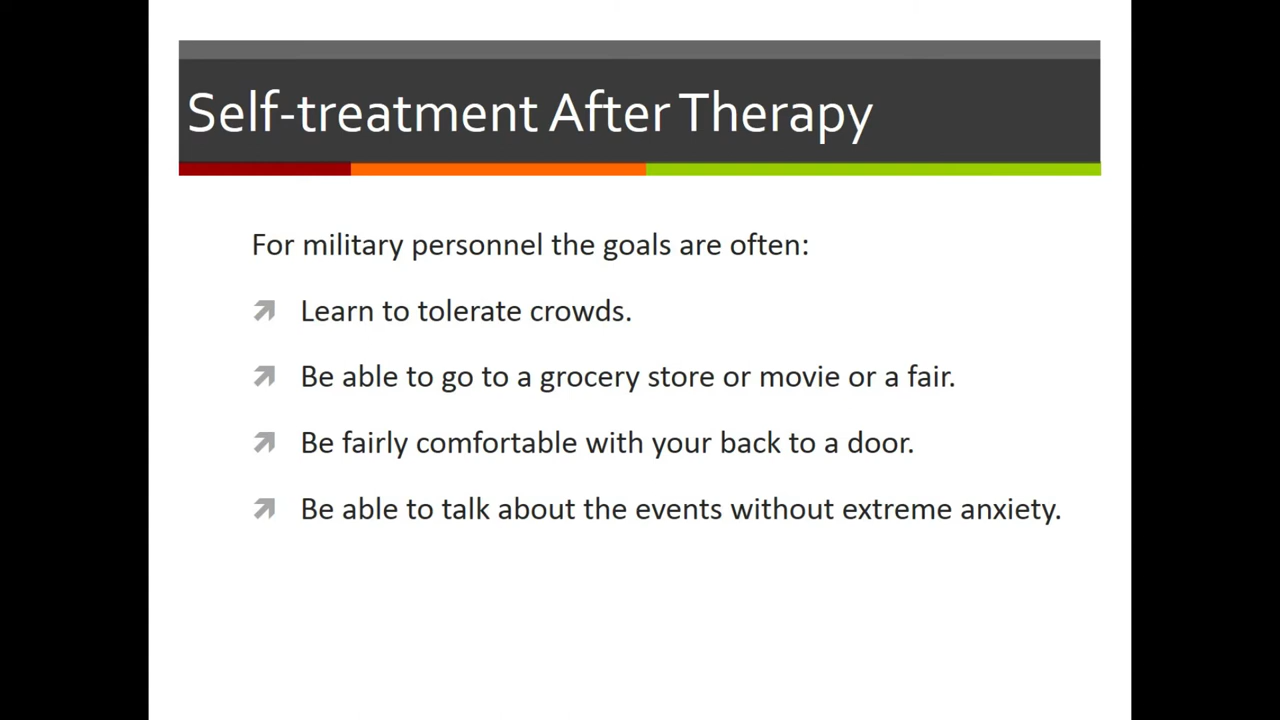 Self-treatment After Therapy
For military personnel the goals are often:
Learn to tolerate crowds.
Be able to go to a grocery store or movie or a fair.
Be fairly comfortable with your back to a door.
Be able to talk about the events without extreme anxiety.